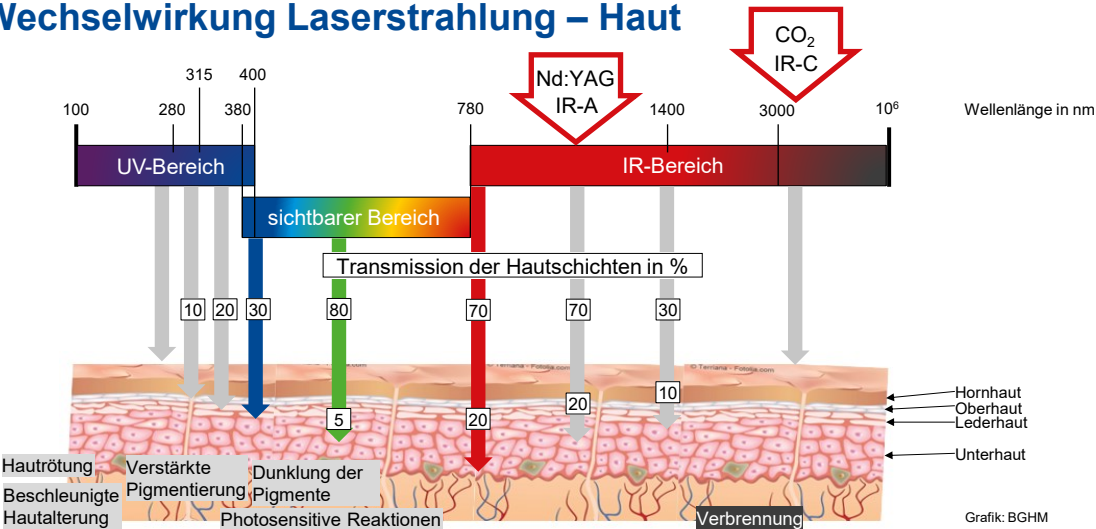 Wechselwirkung Laserstrahlung – Haut
CO2
IR-C
Nd:YAG
IR-A
315 400
100 280 380 780 1400 3000 10⁶ Wellenlänge in nm
UV-Bereich
IR-Bereich
sichtbarer Bereich
Transmission der Hautschichten in %
10 20 30 80 70 70 30
© Temana - Fotolia.com
10
20
5 20
Hornhaut
Oberhaut
Lederhaut
Unterhaut
Hautrötung
Verstärkte
Pigmentierung
Dunklung der
Pigmente
Beschleunigte
Hautalterung
Photosensitive Reaktionen
Verbrennung
Grafik: BGHM